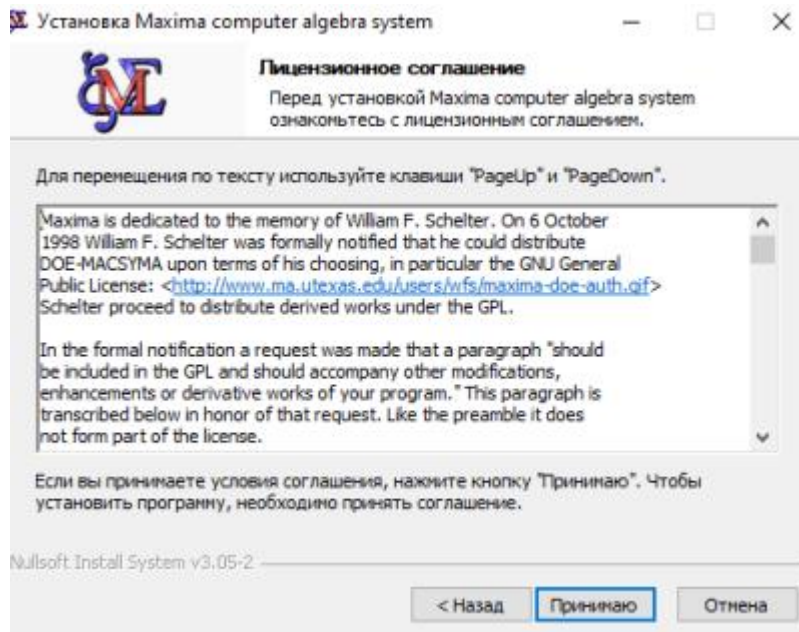 Установка Maxima computer algebra system
Лицензионное соглашение
Перед установкой Maxima computer algebra system
ознакомьтесь с лицензионным соглашением.
Для перемещения по тексту используйте клавиши "PageUp" и "PageDown".
Maxima is dedicated to the memory of William F. Schelter. On 6 October
1998 William F. Schelter was formally notified that he could distribute
DOE-MACSYMA upon terms of his choosing, in particular the GNU General
Public License: <http://www.ma.utexas.edu/users/wfs/maxima-doe-auth.gif>
Schelter proceed to distribute derived works under the GPL.
In the formal notification a request was made that a paragraph "should
be included in the GPL and should accompany other modifications,
enhancements or derivative works of your program." This paragraph is
transcribed below in honor of that request. Like the preamble it does
not form part of the license.
Если вы принимаете условия соглашения, нажмите кнопку "Принимаю". Чтобы
установить программу, необходимо принять соглашение.
Nullsoft Install System v3.05-2
< Назад Принимаю Отмена